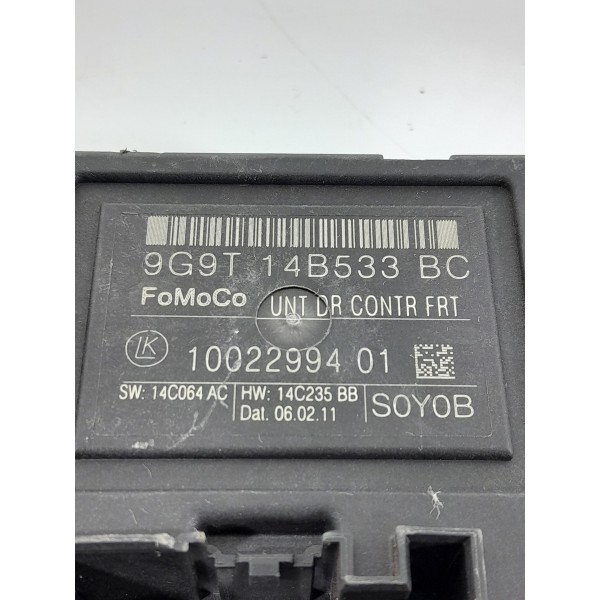 9G9T 14B533 BC
FoMoCo UNT DR CONTR FRT
LK 10022994 01
SW: 14C064 AC HW: 14C235 BB
Dat. 06.02.11 S0Y0B